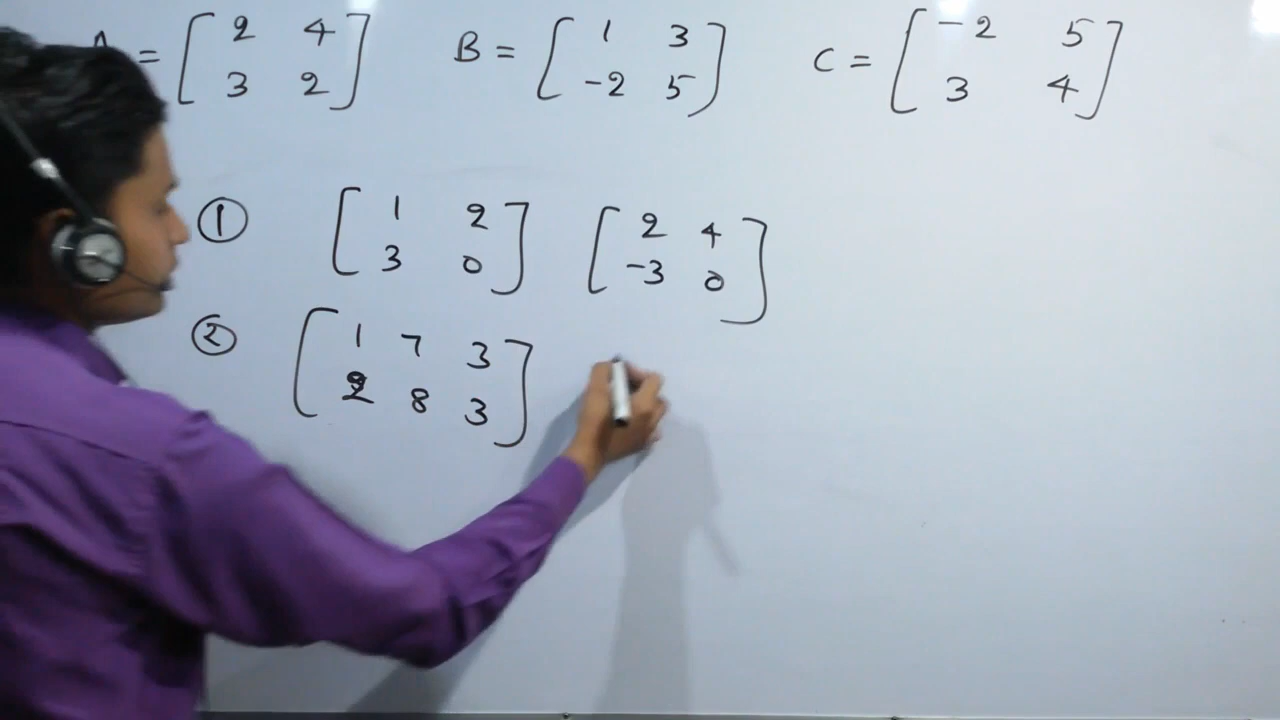 A = [ 2 4 ] B = [ 1 3 ] C = [ -2 5 ]
[ 3 2 ] [ -2 5 ] [ 3 4 ]
① [ 1 2 ] [ 2 4 ]
[ 3 0 ] [ -3 0 ]
② [ 1 7 3 ]
[ 2 8 3 ]